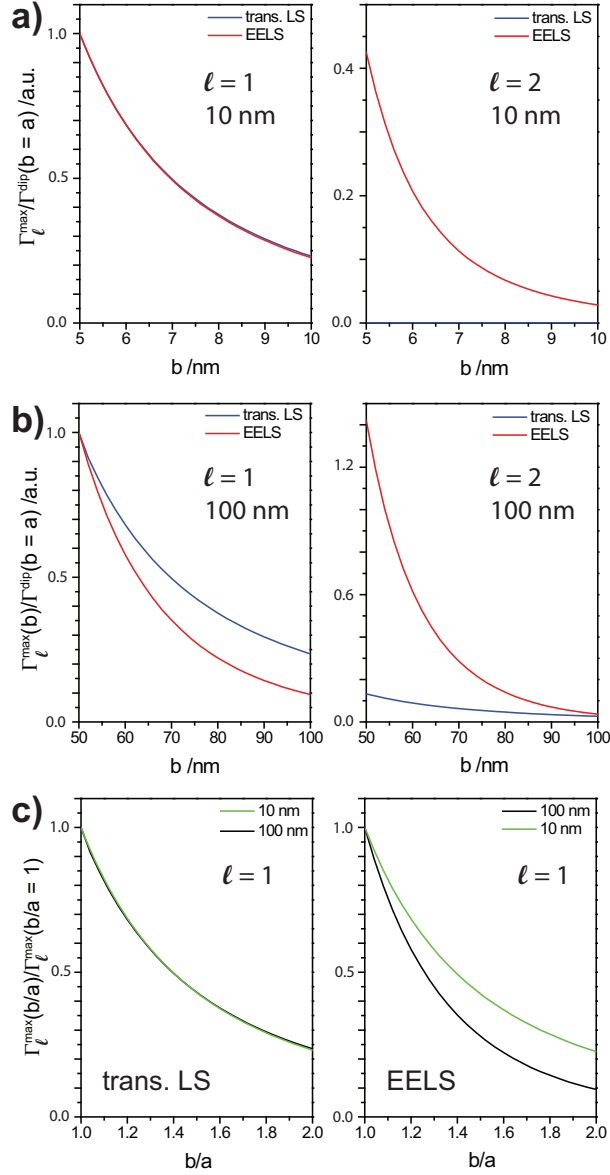 a)
trans. LS
EELS
ℓ = 1
10 nm
Γℓmax/Γdip(b = a) /a.u.
1.0
0.5
0.0
5 6 7 8 9 10
b /nm
trans. LS
EELS
ℓ = 2
10 nm
0.4
0.2
0.0
5 6 7 8 9 10
b /nm
b)
trans. LS
EELS
ℓ = 1
100 nm
Γℓmax(b)/Γdip(b = a) /a.u.
1.0
0.5
0.0
50 60 70 80 90 100
b /nm
trans. LS
EELS
ℓ = 2
100 nm
1.2
0.6
0.0
50 60 70 80 90 100
b /nm
c)
10 nm
100 nm
ℓ = 1
Γℓmax(b/a)/Γℓmax(b/a = 1)
1.0
0.5
0.0
trans. LS
1.0 1.2 1.4 1.6 1.8 2.0
b/a
100 nm
10 nm
ℓ = 1
1.0
0.5
0.0
EELS
1.0 1.2 1.4 1.6 1.8 2.0
b/a